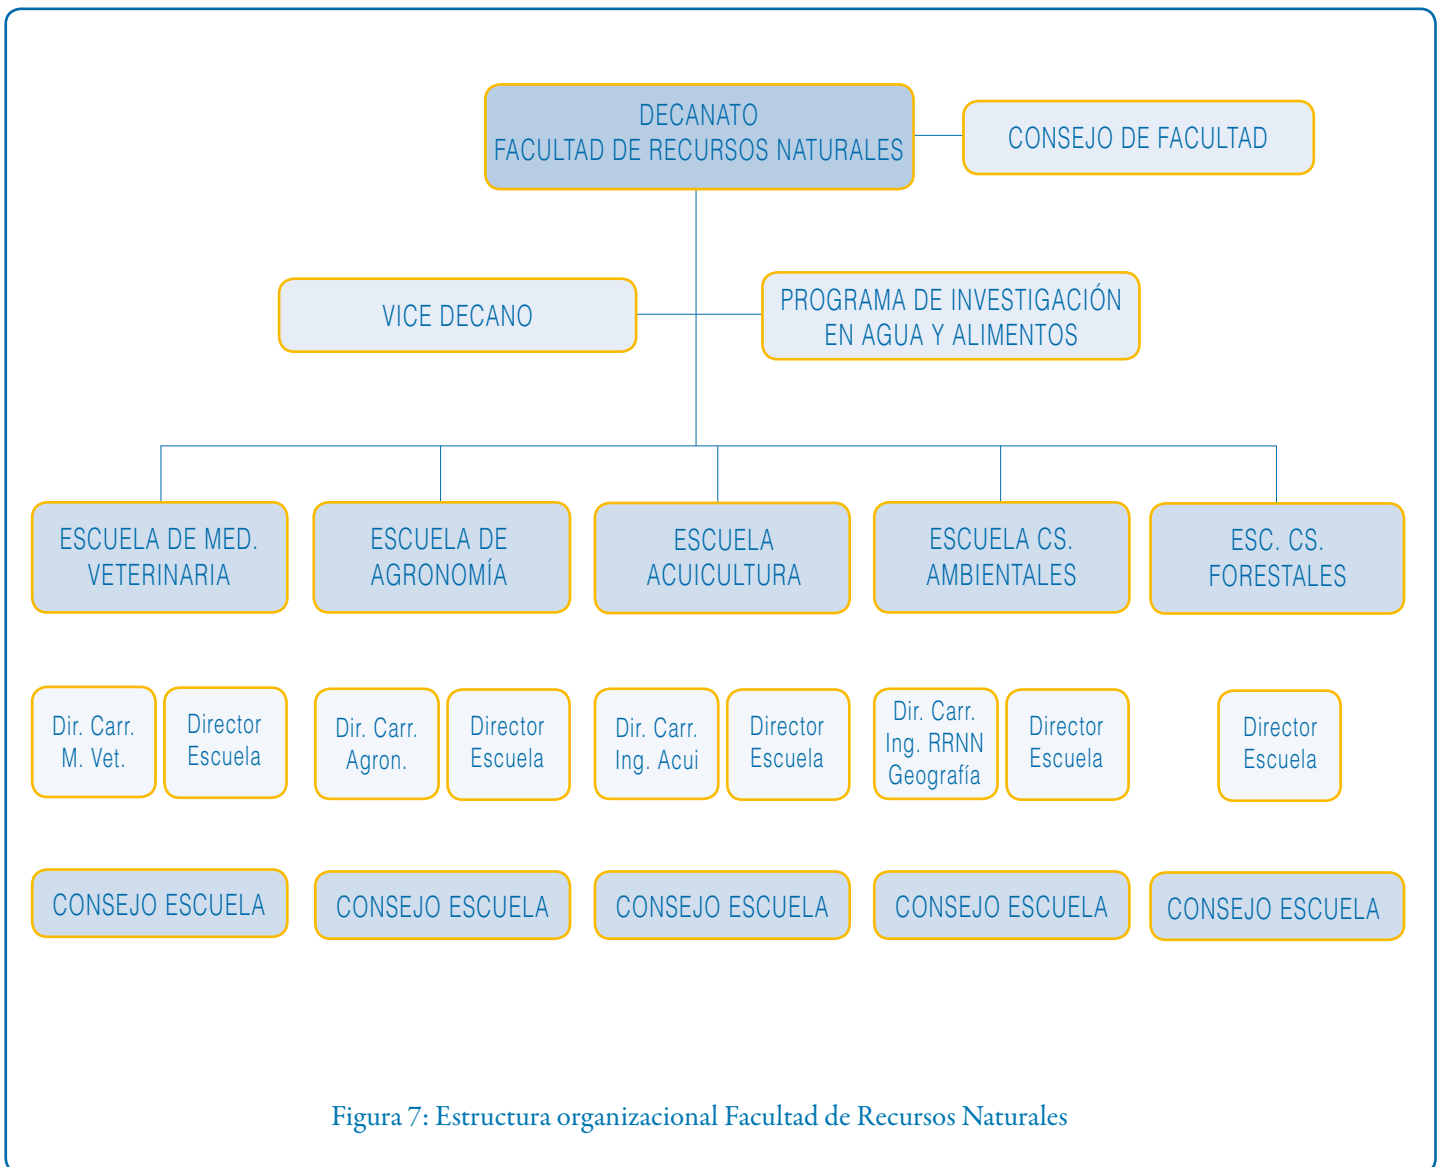 DECANATO
FACULTAD DE RECURSOS NATURALES
CONSEJO DE FACULTAD
VICE DECANO
PROGRAMA DE INVESTIGACIÓN
EN AGUA Y ALIMENTOS
ESCUELA DE MED.
VETERINARIA
ESCUELA DE
AGRONOMÍA
ESCUELA
ACUICULTURA
ESCUELA CS.
AMBIENTALES
ESC. CS.
FORESTALES
Dir. Carr.
M. Vet.
Director
Escuela
Dir. Carr.
Agron.
Director
Escuela
Dir. Carr.
Ing. Acui
Director
Escuela
Dir. Carr.
Ing. RRNN
Geografía
Director
Escuela
Director
Escuela
CONSEJO ESCUELA
CONSEJO ESCUELA
CONSEJO ESCUELA
CONSEJO ESCUELA
CONSEJO ESCUELA
Figura 7: Estructura organizacional Facultad de Recursos Naturales